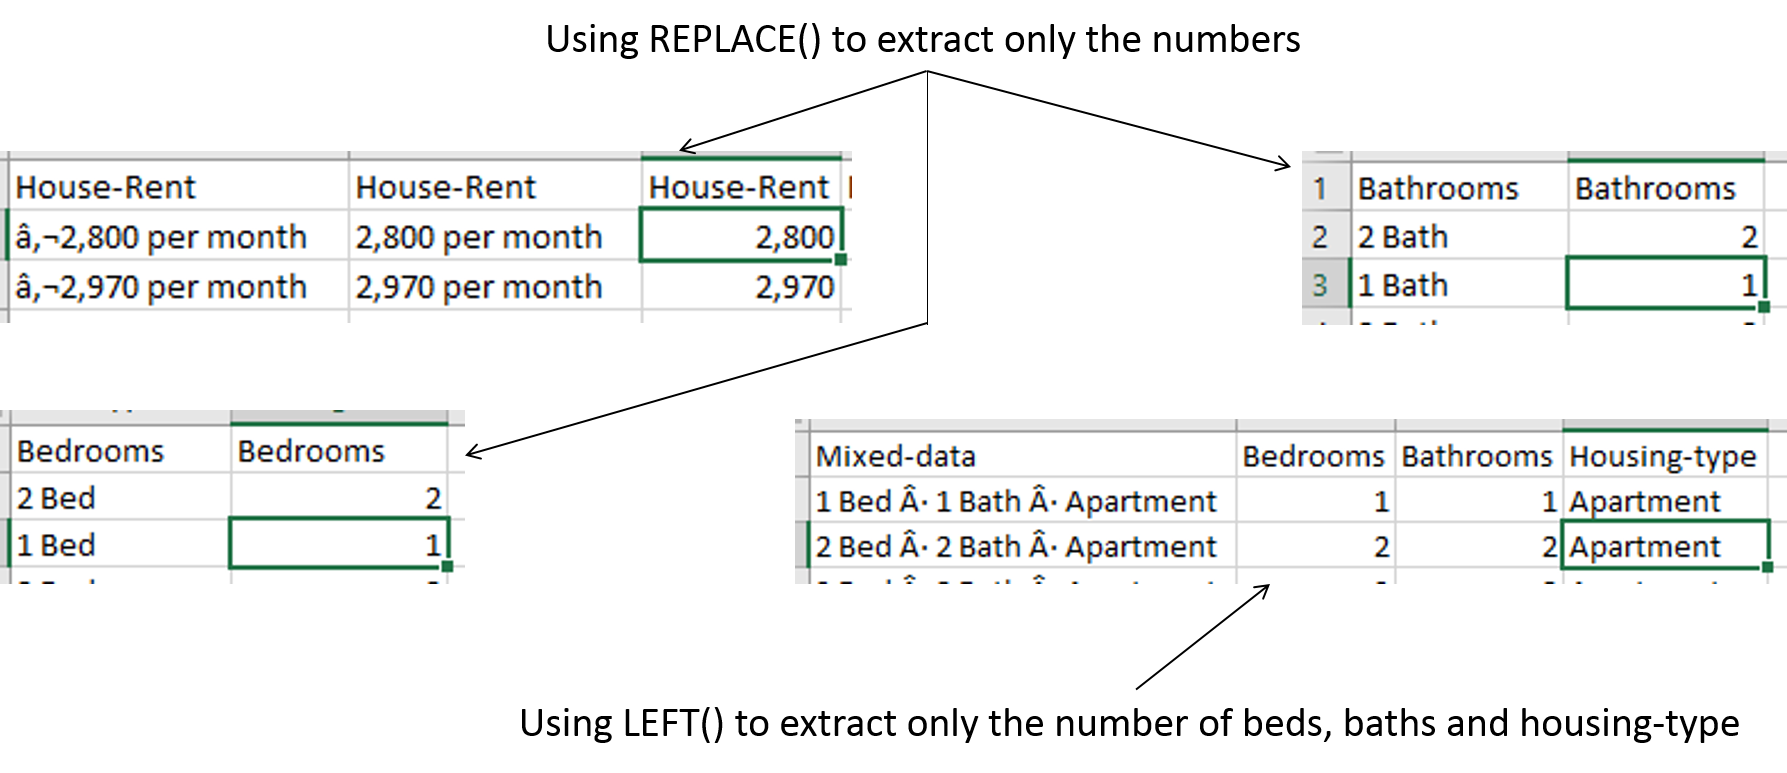 Using REPLACE() to extract only the numbers
House-Rent House-Rent House-Rent
â,¬2,800 per month 2,800 per month 2,800
â,¬2,970 per month 2,970 per month 2,970
1 Bathrooms Bathrooms
2 2 Bath 2
3 1 Bath 1
Bedrooms Bedrooms
2 Bed 2
1 Bed 1
Mixed-data Bedrooms Bathrooms Housing-type
1 Bed Â· 1 Bath Â· Apartment 1 1 Apartment
2 Bed Â· 2 Bath Â· Apartment 2 2 Apartment
Using LEFT() to extract only the number of beds, baths and housing-type